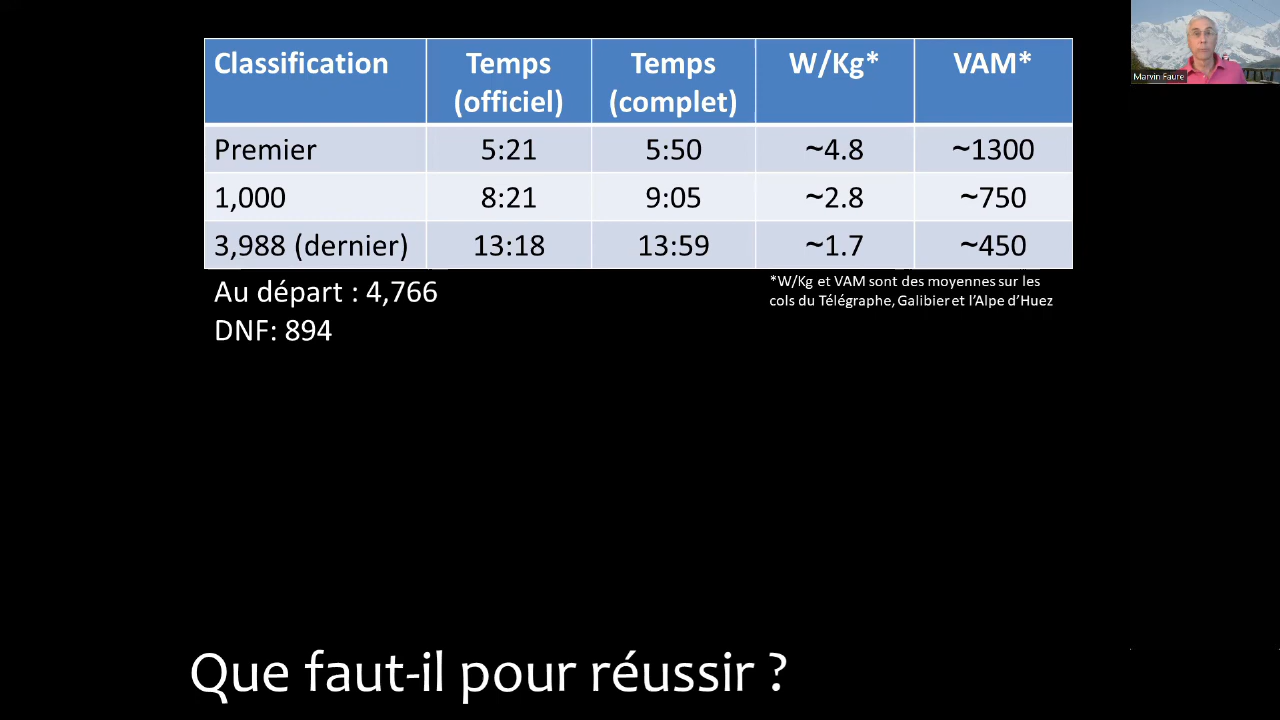 Classification Temps (officiel) Temps (complet) W/Kg* VAM*
Premier 5:21 5:50 ~4.8 ~1300
1,000 8:21 9:05 ~2.8 ~750
3,988 (dernier) 13:18 13:59 ~1.7 ~450
Au départ : 4,766
DNF: 894
*W/Kg et VAM sont des moyennes sur les
cols du Télégraphe, Galibier et l’Alpe d’Huez
Que faut-il pour réussir ?
Marvin Faure